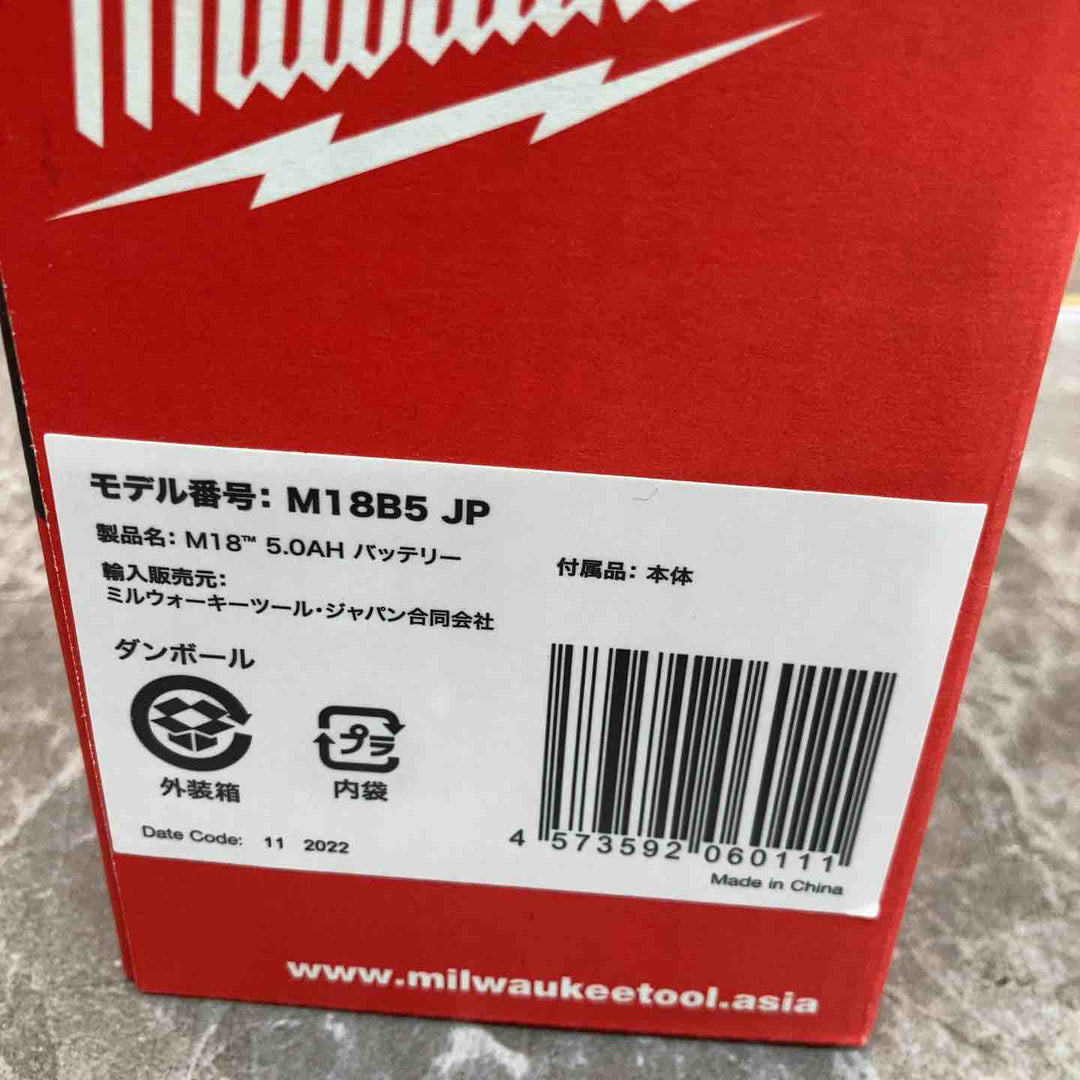 Milwaukee
モデル番号: M18B5 JP
製品名: M18™ 5.0AH バッテリー
付属品: 本体
輸入販売元:
ミルウォーキーツール・ジャパン合同会社
ダンボール
外装箱
プラ
内袋
Date Code: 11 2022
4 573592 060111
Made in China
www.milwaukeetool.asia